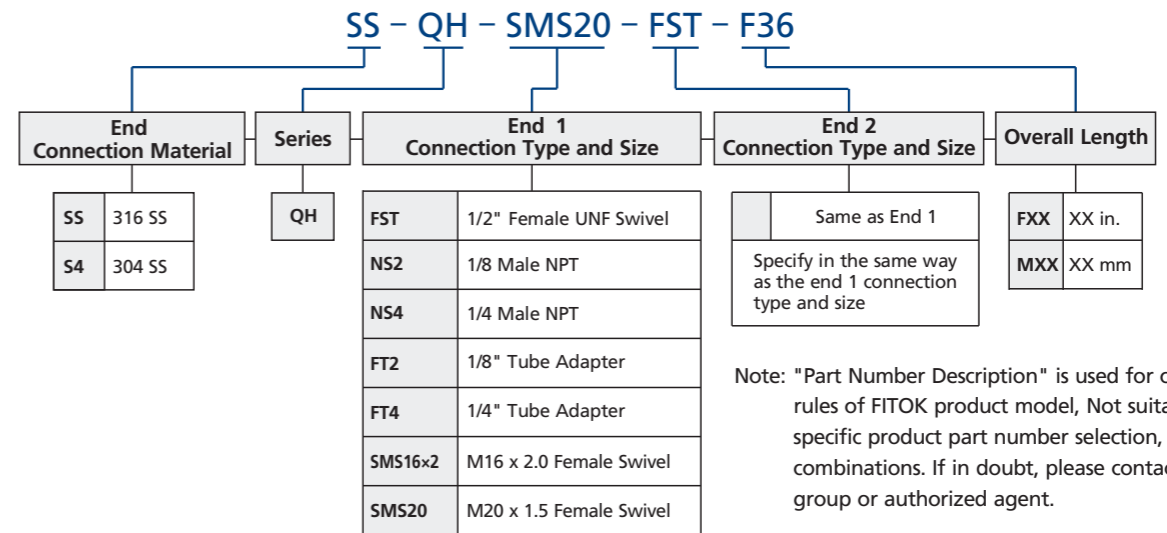 SS – QH – SMS20 – FST – F36
End
Connection Material
Series
End 1
Connection Type and Size
End 2
Connection Type and Size
Overall Length
SS 316 SS
S4 304 SS
QH
FST 1/2" Female UNF Swivel
NS2 1/8 Male NPT
NS4 1/4 Male NPT
FT2 1/8" Tube Adapter
FT4 1/4" Tube Adapter
SMS16×2 M16 x 2.0 Female Swivel
SMS20 M20 x 1.5 Female Swivel
Same as End 1
Specify in the same way
as the end 1 connection
type and size
FXX XX in.
MXX XX mm
Note: "Part Number Description" is used for
rules of FITOK product model, Not
specific product part number selection,
combinations. If in doubt, please
group or authorized agent.